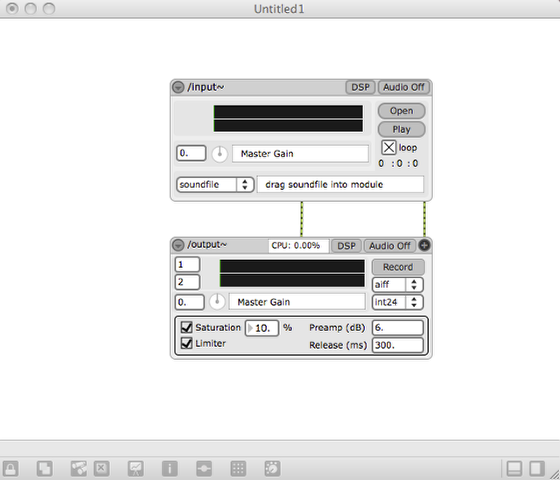 Untitled1
/input~ DSP Audio Off
Open
Play
loop
0. Master Gain 0 : 0 : 0
soundfile drag soundfile into module
/output~ CPU: 0.00% DSP Audio Off
1 Record
2 aiff
0. Master Gain int24
Saturation 10. % Preamp (dB) 6.
Limiter Release (ms) 300.